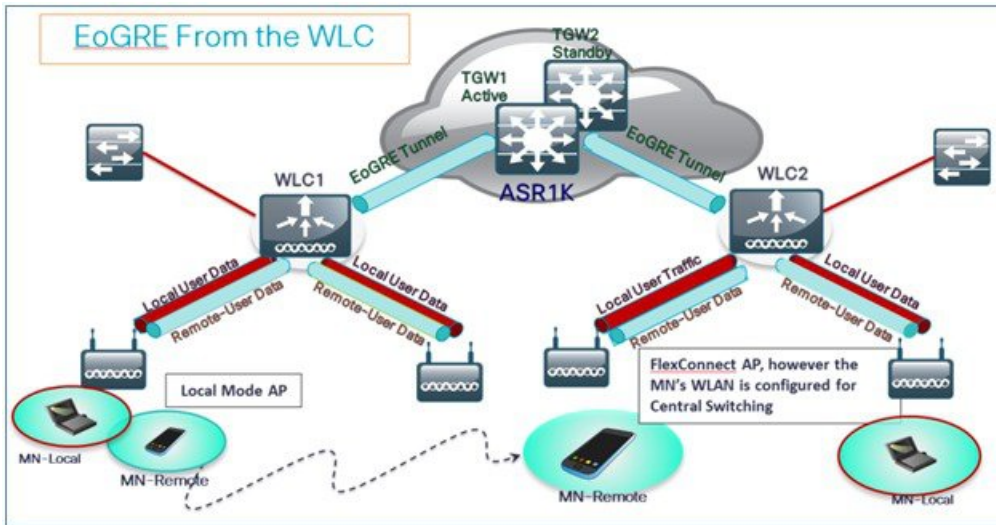 EoGRE From the WLC
TGW2
Standby
TGW1
Active
EoGRE Tunnel
EoGRE Tunnel
ASR1K
WLC1
WLC2
Local User Data
Remote-User Data
Local User Data
Remote-User Data
Local User Traffic
Remote-User Data
Local User Data
Remote-User Data
Local Mode AP
FlexConnect AP, however the
MN's WLAN is configured for
Central Switching
MN-Local
MN-Remote
MN-Remote
MN-Local